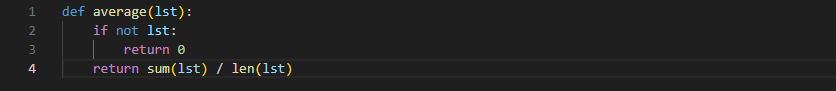 1 def average(lst):
2     if not lst:
3         return 0
4     return sum(lst) / len(lst)